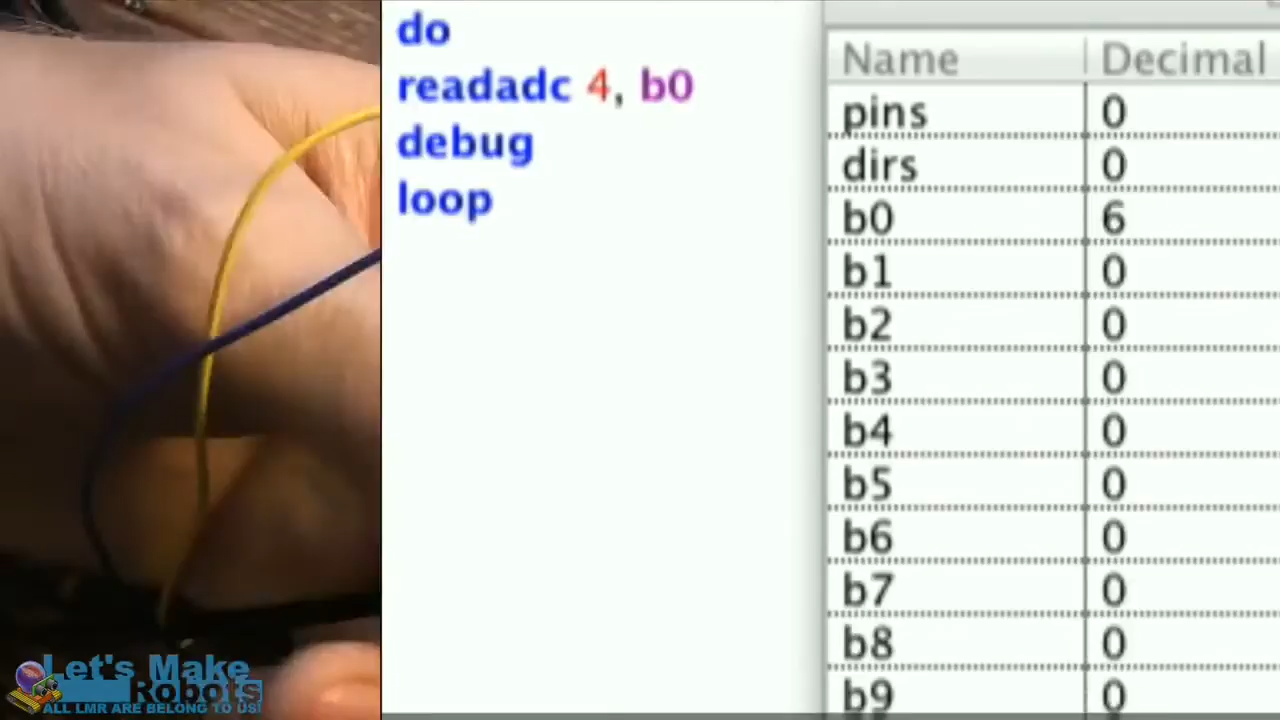 do
readadc 4, b0
debug
loop
Name Decimal
pins 0
dirs 0
b0 6
b1 0
b2 0
b3 0
b4 0
b5 0
b6 0
b7 0
b8 0
b9 0
Let's Make
Robots
ALL LMR ARE BELONG TO US!